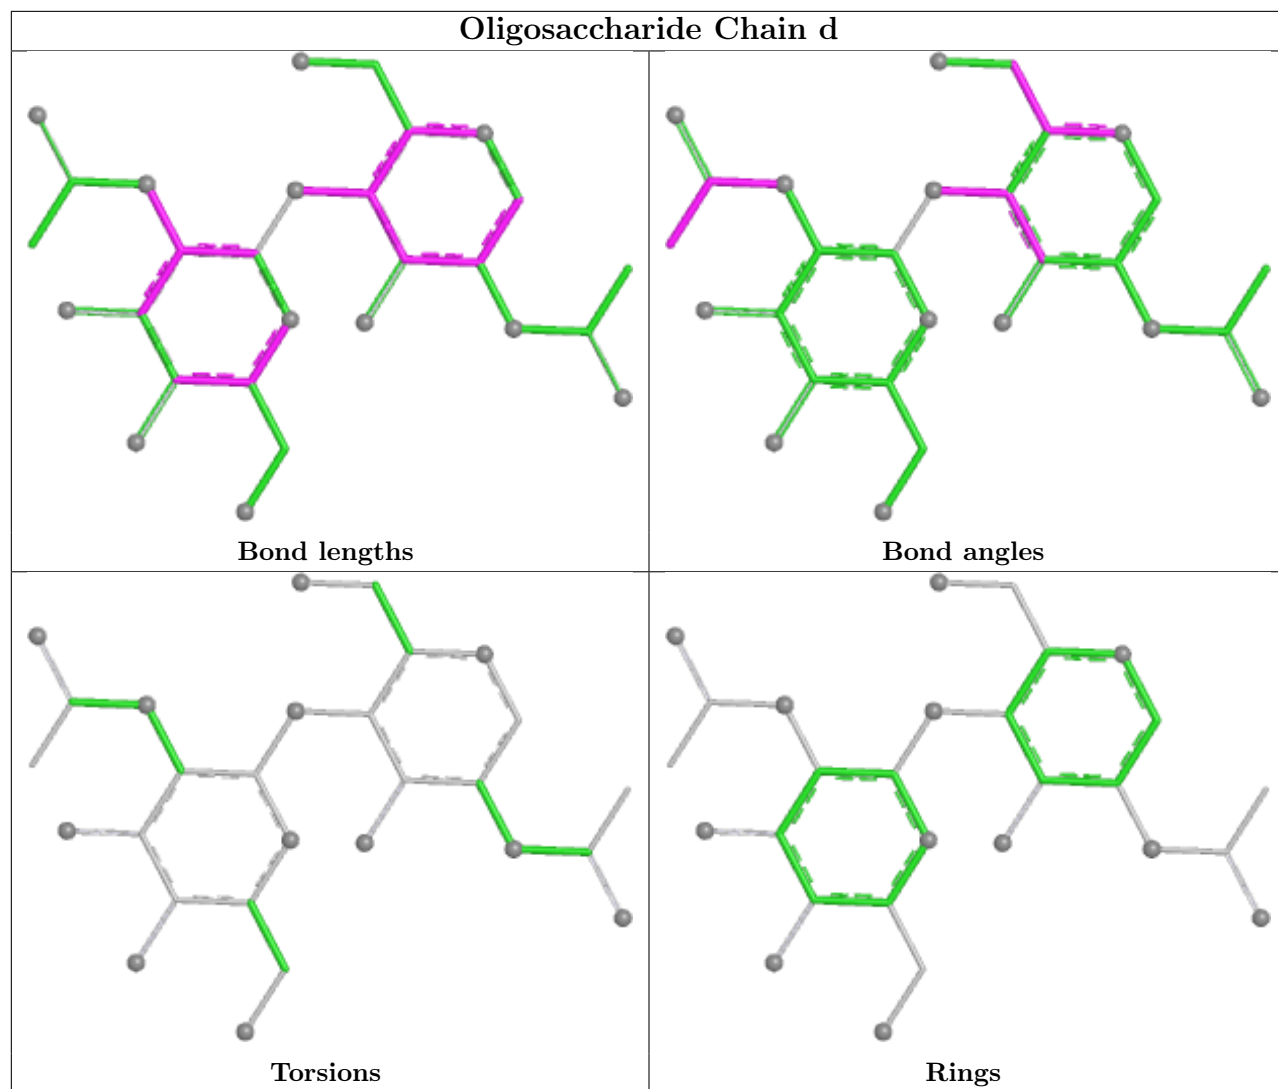 Oligosaccharide Chain d
Bond lengths
Bond angles
Torsions
Rings